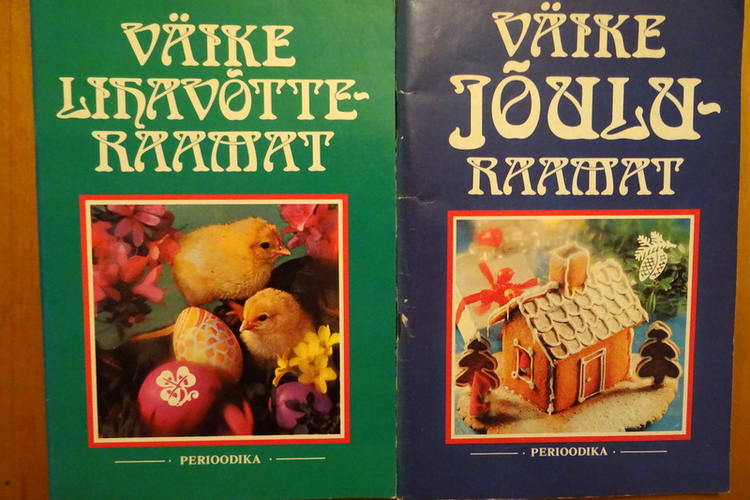 VÄIKE
LIHAVÕTTE-
RAAMAT
· PERIOODIKA ·
VÄIKE
JÕULU-
RAAMAT
· PERIOODIKA ·